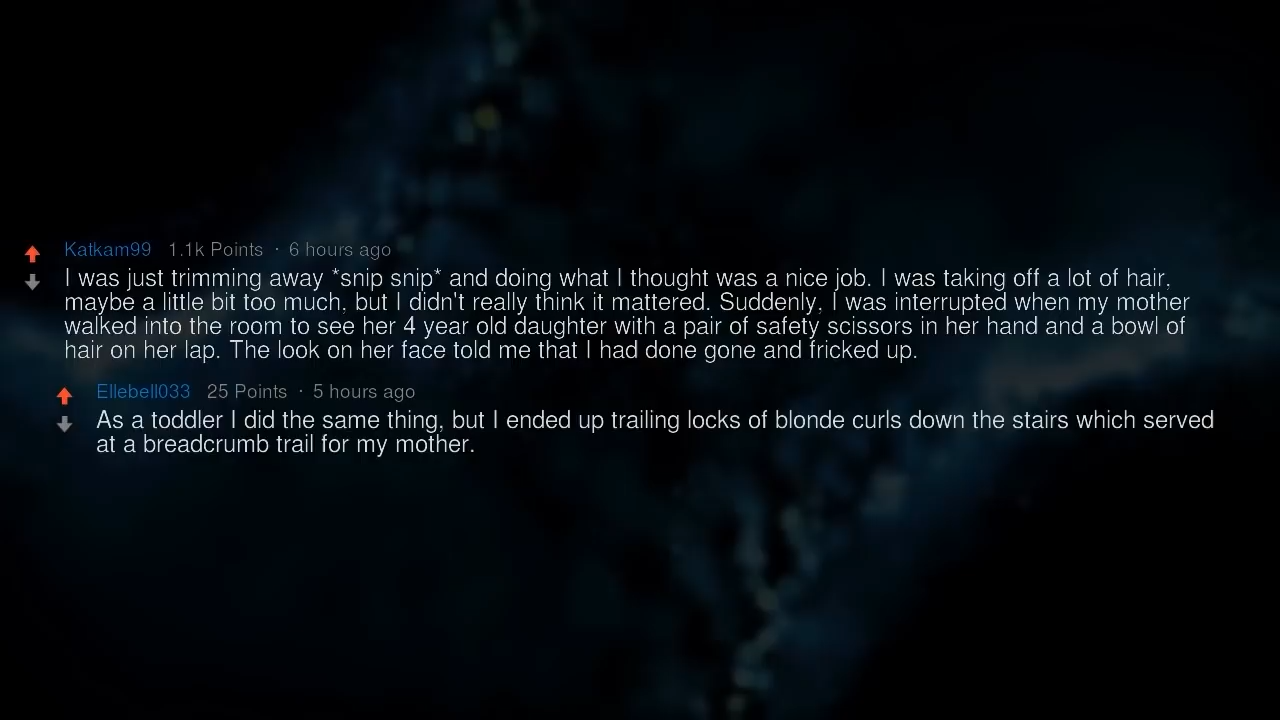 Katkam99 1.1k Points · 6 hours ago
I was just trimming away *snip snip* and doing what I thought was a nice job. I was taking off a lot of hair,
maybe a little bit too much, but I didn't really think it mattered. Suddenly, I was interrupted when my mother
walked into the room to see her 4 year old daughter with a pair of safety scissors in her hand and a bowl of
hair on her lap. The look on her face told me that I had done gone and fricked up.
Ellebell033 25 Points · 5 hours ago
As a toddler I did the same thing, but I ended up trailing locks of blonde curls down the stairs which served
at a breadcrumb trail for my mother.